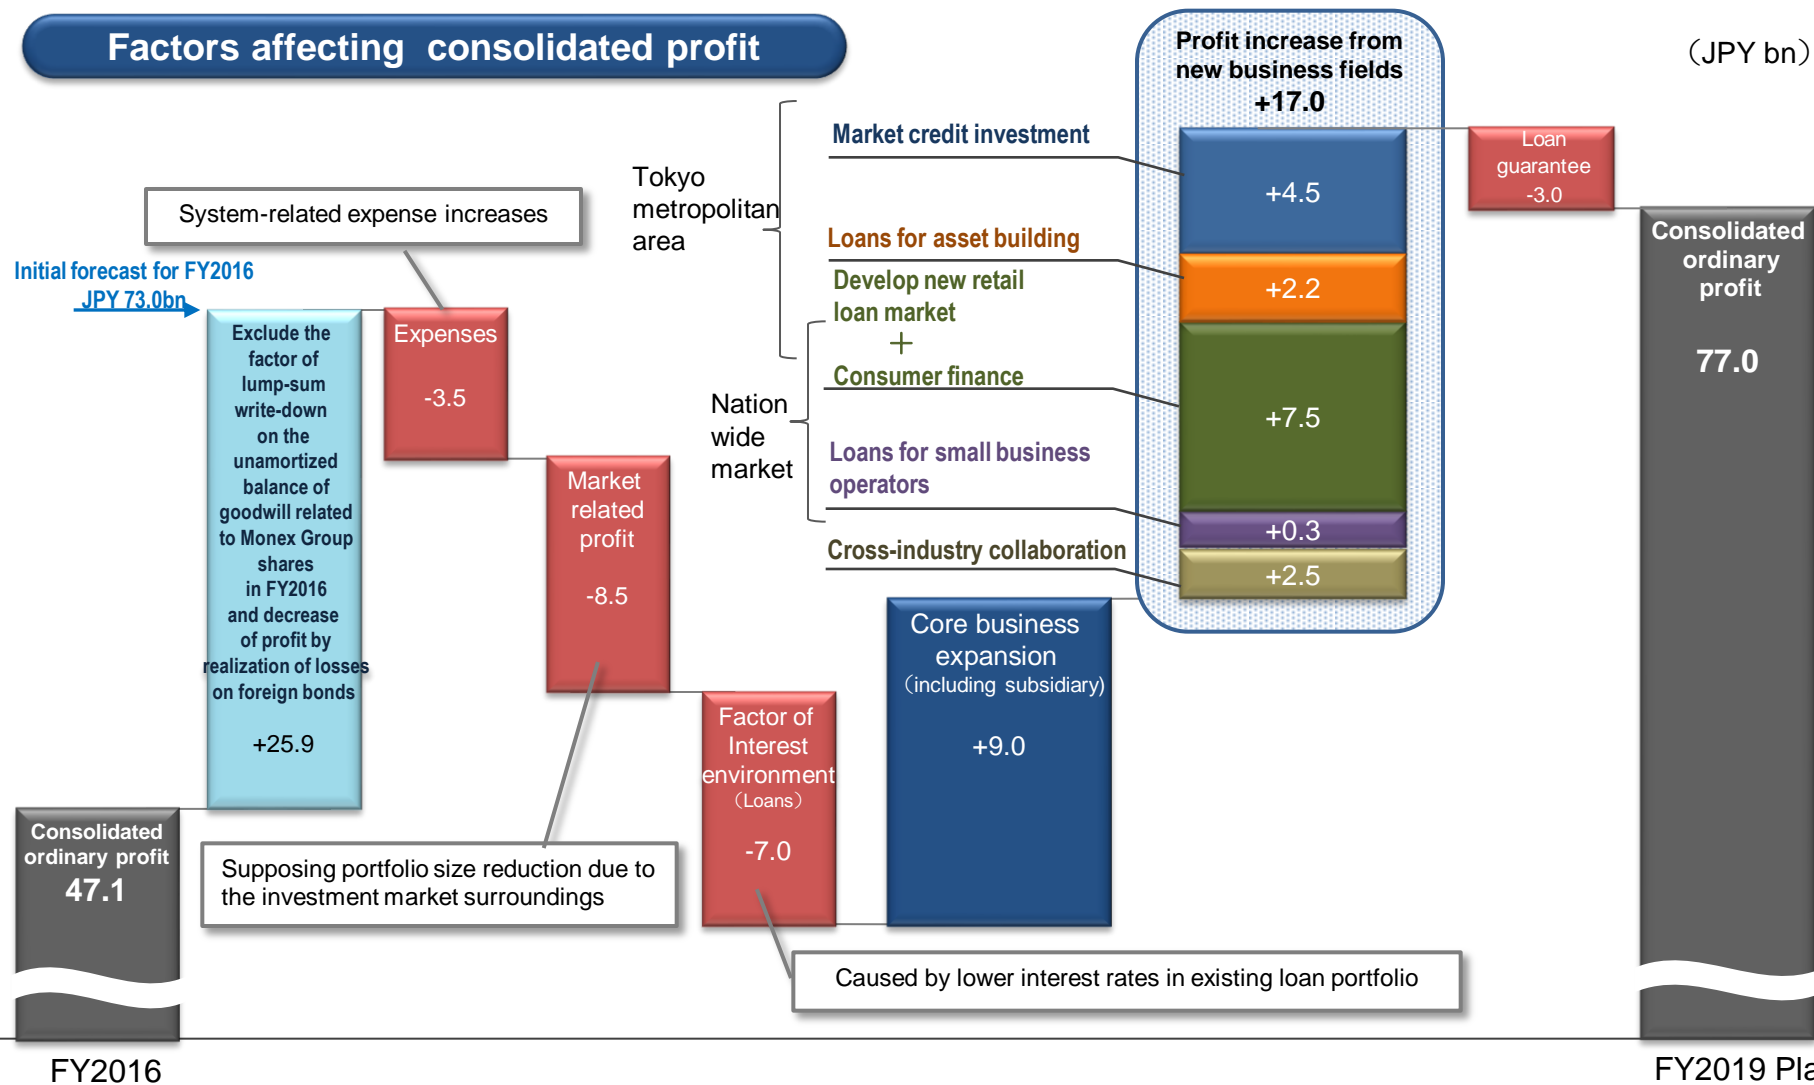 Factors affecting consolidated profit
（JPY bn）
Profit increase from
new business fields
+17.0
Market credit investment
+4.5
Loan
guarantee
-3.0
Tokyo
metropolitan
area
System-related expense increases
Loans for asset building
+2.2
Consolidated
ordinary
profit
77.0
Initial forecast for FY2016
JPY 73.0bn
Develop new retail
loan market
+
Consumer finance
+7.5
Exclude the
factor of
lump-sum
write-down
on the
unamortized
balance of
goodwill related
to Monex Group
shares
in FY2016
and decrease
of profit by
realization of losses
on foreign bonds
+25.9
Expenses
-3.5
Nation
wide
market
Loans for small business
operators
+0.3
Market
related
profit
-8.5
Cross-industry collaboration
+2.5
Core business
expansion
（including subsidiary)
+9.0
Factor of
Interest
environment
（Loans）
-7.0
Consolidated
ordinary profit
47.1
Supposing portfolio size reduction due to
the investment market surroundings
Caused by lower interest rates in existing loan portfolio
FY2016
FY2019 Pla